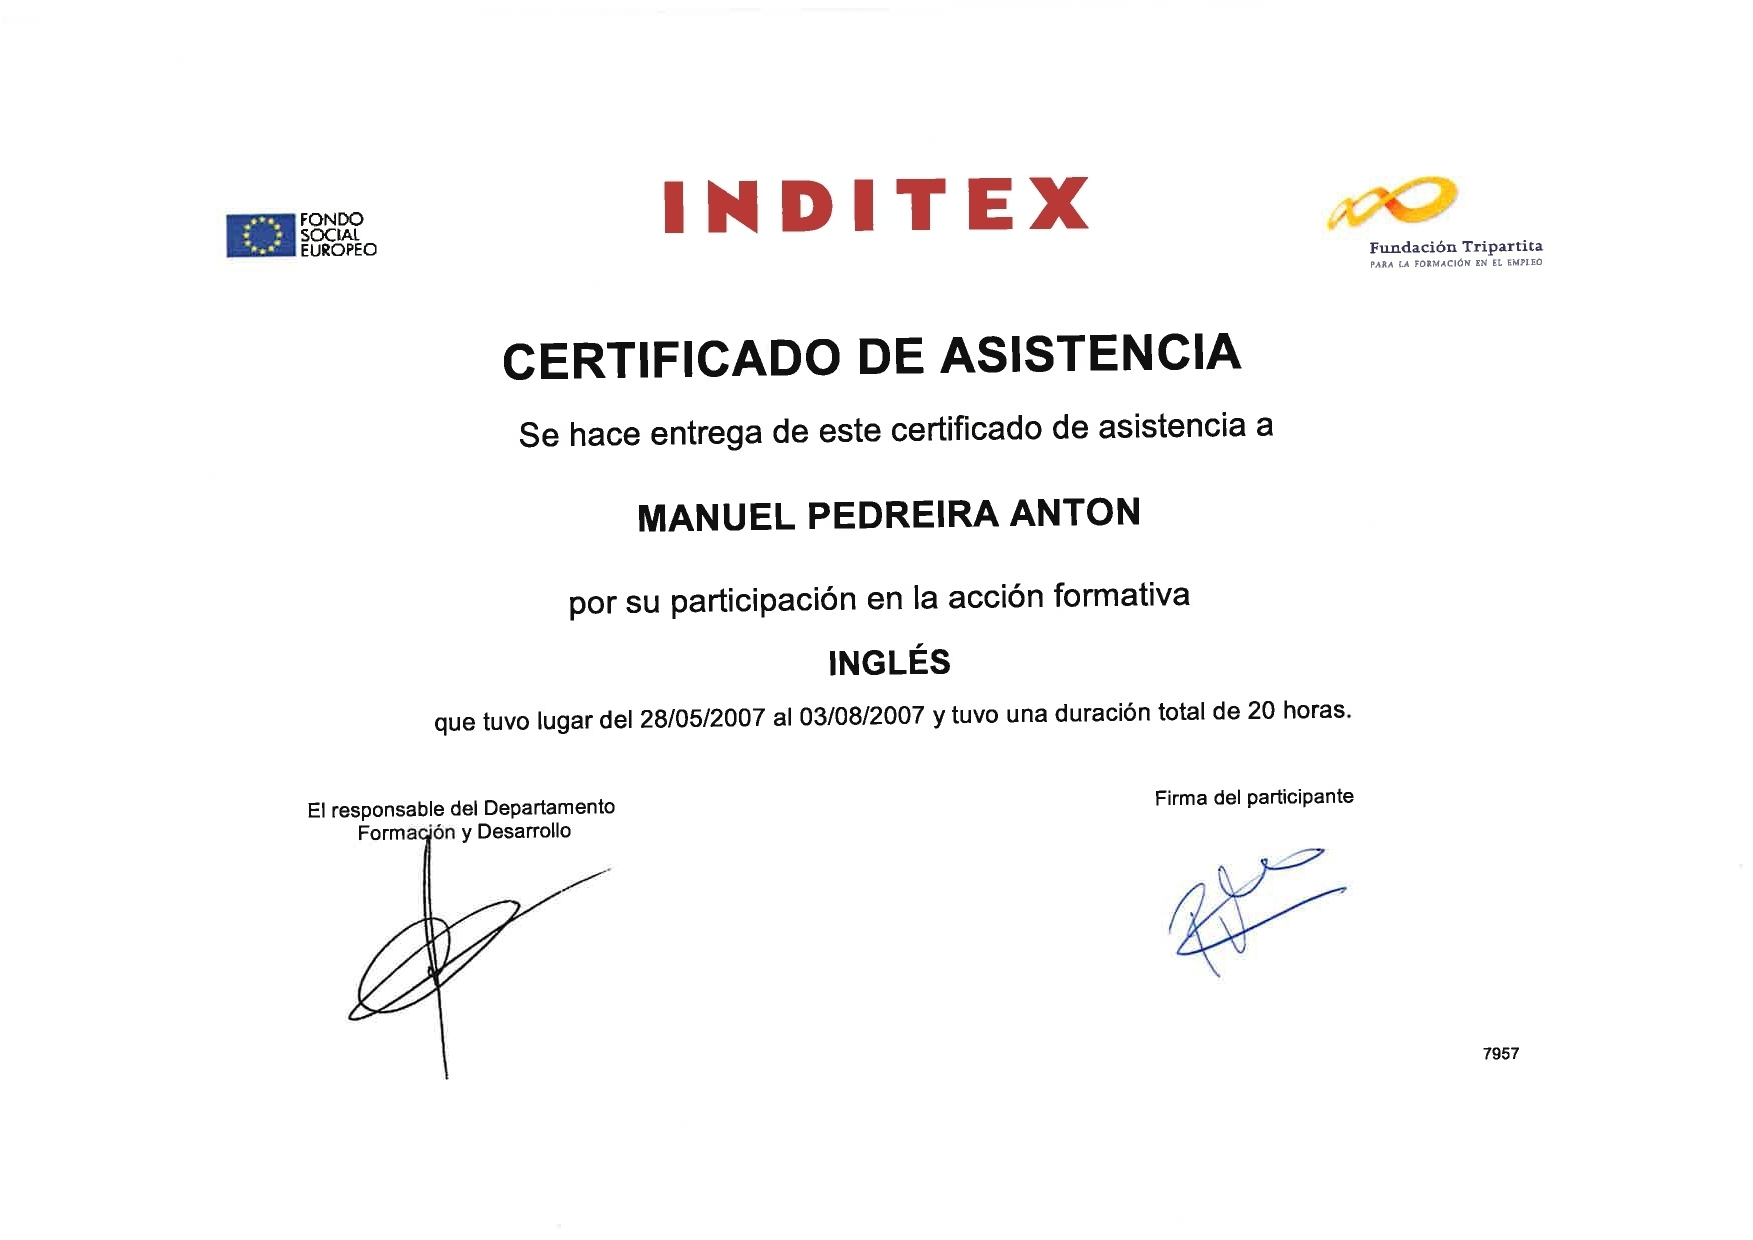 FONDO
SOCIAL
EUROPEO
INDITEX
Fundación Tripartita
PARA LA FORMACIÓN EN EL EMPLEO
CERTIFICADO DE ASISTENCIA
Se hace entrega de este certificado de asistencia a
MANUEL PEDREIRA ANTON
por su participación en la acción formativa
INGLÉS
que tuvo lugar del 28/05/2007 al 03/08/2007 y tuvo una duración total de 20 horas.
El responsable del Departamento
Formación y Desarrollo
Firma del participante
7957